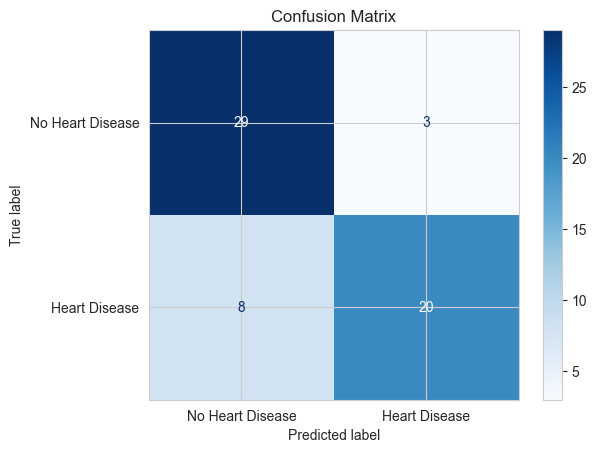 Confusion Matrix
No Heart Disease
29
3
25
20
15
10
5
True label
Heart Disease
8
20
No Heart Disease
Heart Disease
Predicted label